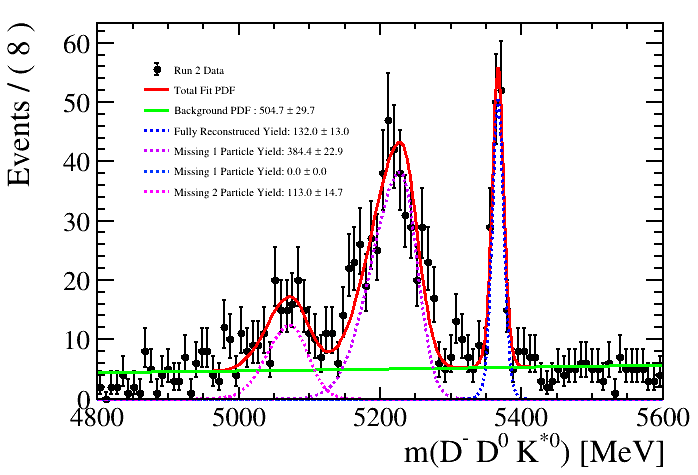 Events / ( 8 )
60
50
40
30
20
10
0
Run 2 Data
Total Fit PDF
Background PDF : 504.7 ± 29.7
Fully Reconstruced Yield: 132.0 ± 13.0
Missing 1 Particle Yield: 384.4 ± 22.9
Missing 1 Particle Yield: 0.0 ± 0.0
Missing 2 Particle Yield: 113.0 ± 14.7
4800 5000 5200 5400 5600
m(D⁻ D⁰ K*⁰) [MeV]